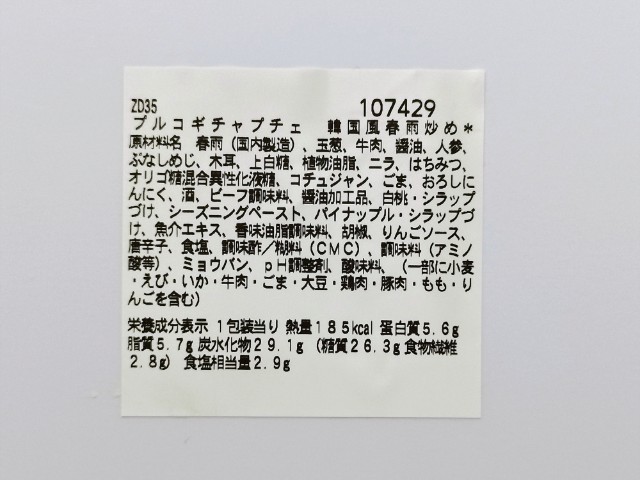 ZD35 107429
プルコギチャプチェ 韓国風春雨炒め*
原材料名 春雨(国内製造)、玉葱、牛肉、醤油、人参、
ぶなしめじ、木耳、上白糖、植物油脂、ニラ、はちみつ、
オリゴ糖混合異性化液糖、コチュジャン、ごま、おろしに
んにく、酒、ビーフ調味料、醤油加工品、白桃・シラップ
づけ、シーズニングペースト、パイナップル・シラップづ
け、魚介エキス、香味油脂調味料、胡椒、りんごソース、
唐辛子、食塩、調味酢/粘料(CMC)、調味料(アミノ
酸等)、ミョウバン、pH調整剤、酸味料、(一部に小麦
・えび・いか・牛肉・ごま・大豆・鶏肉・豚肉・もも・り
んごを含む)
栄養成分表示 1包装当り 熱量185kcal 蛋白質5.6g
脂質5.7g 炭水化物29.1g (糖質26.3g 食物繊維
2.8g) 食塩相当量2.9g